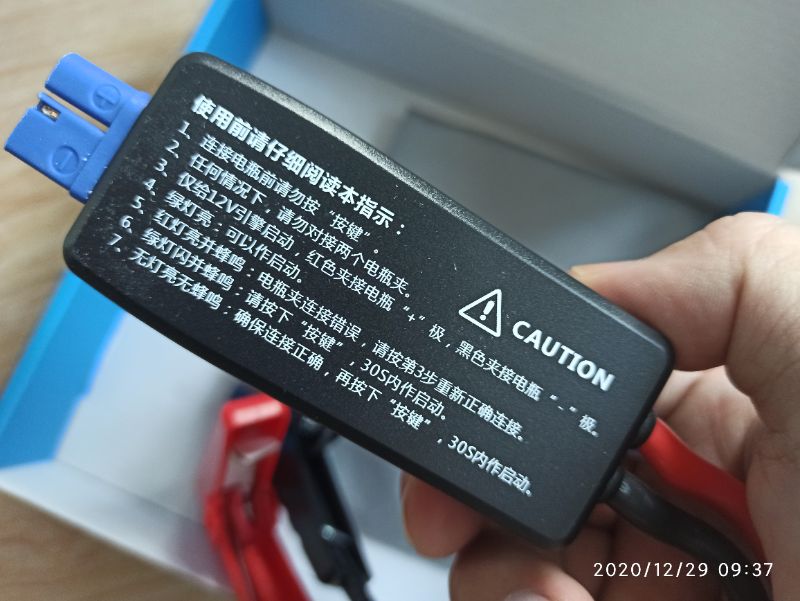 使用前请仔细阅读本指示：
1、连接电瓶前请勿按“按键”。
2、任何情况下，请勿对接两个电瓶夹。
3、仅给12V引擎启动，红色夹接电瓶“+”极，黑色夹接电瓶“-”极。
4、绿灯亮；可以作启动。
5、红灯亮并蜂鸣；电瓶夹连接错误，请按第3步重新正确连接。
6、绿灯闪并蜂鸣；请按下“按键”，30S内作启动。
7、无灯亮无蜂鸣；确保连接正确，再按下“按键”，30S内作启动。
CAUTION
2020/12/29 09:37